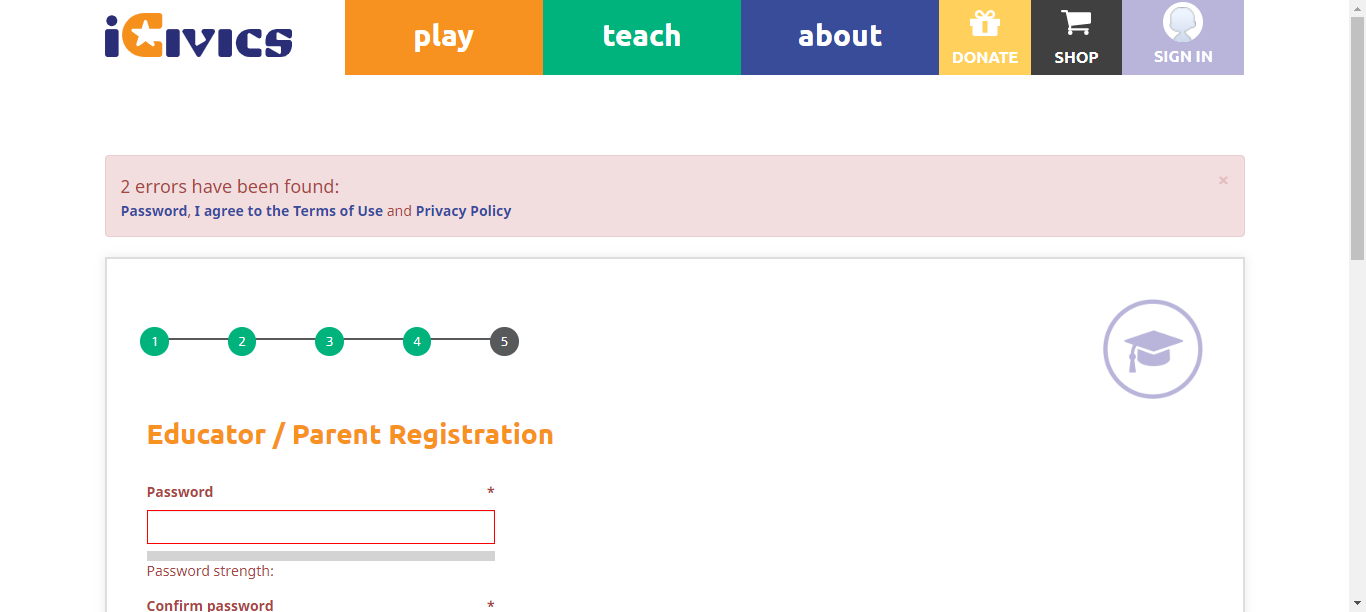 iCivics
play
teach
about
DONATE
SHOP
SIGN IN
2 errors have been found:
×
Password, I agree to the Terms of Use and Privacy Policy
1 2 3 4 5
Educator / Parent Registration
Password *
Password strength:
Confirm password *